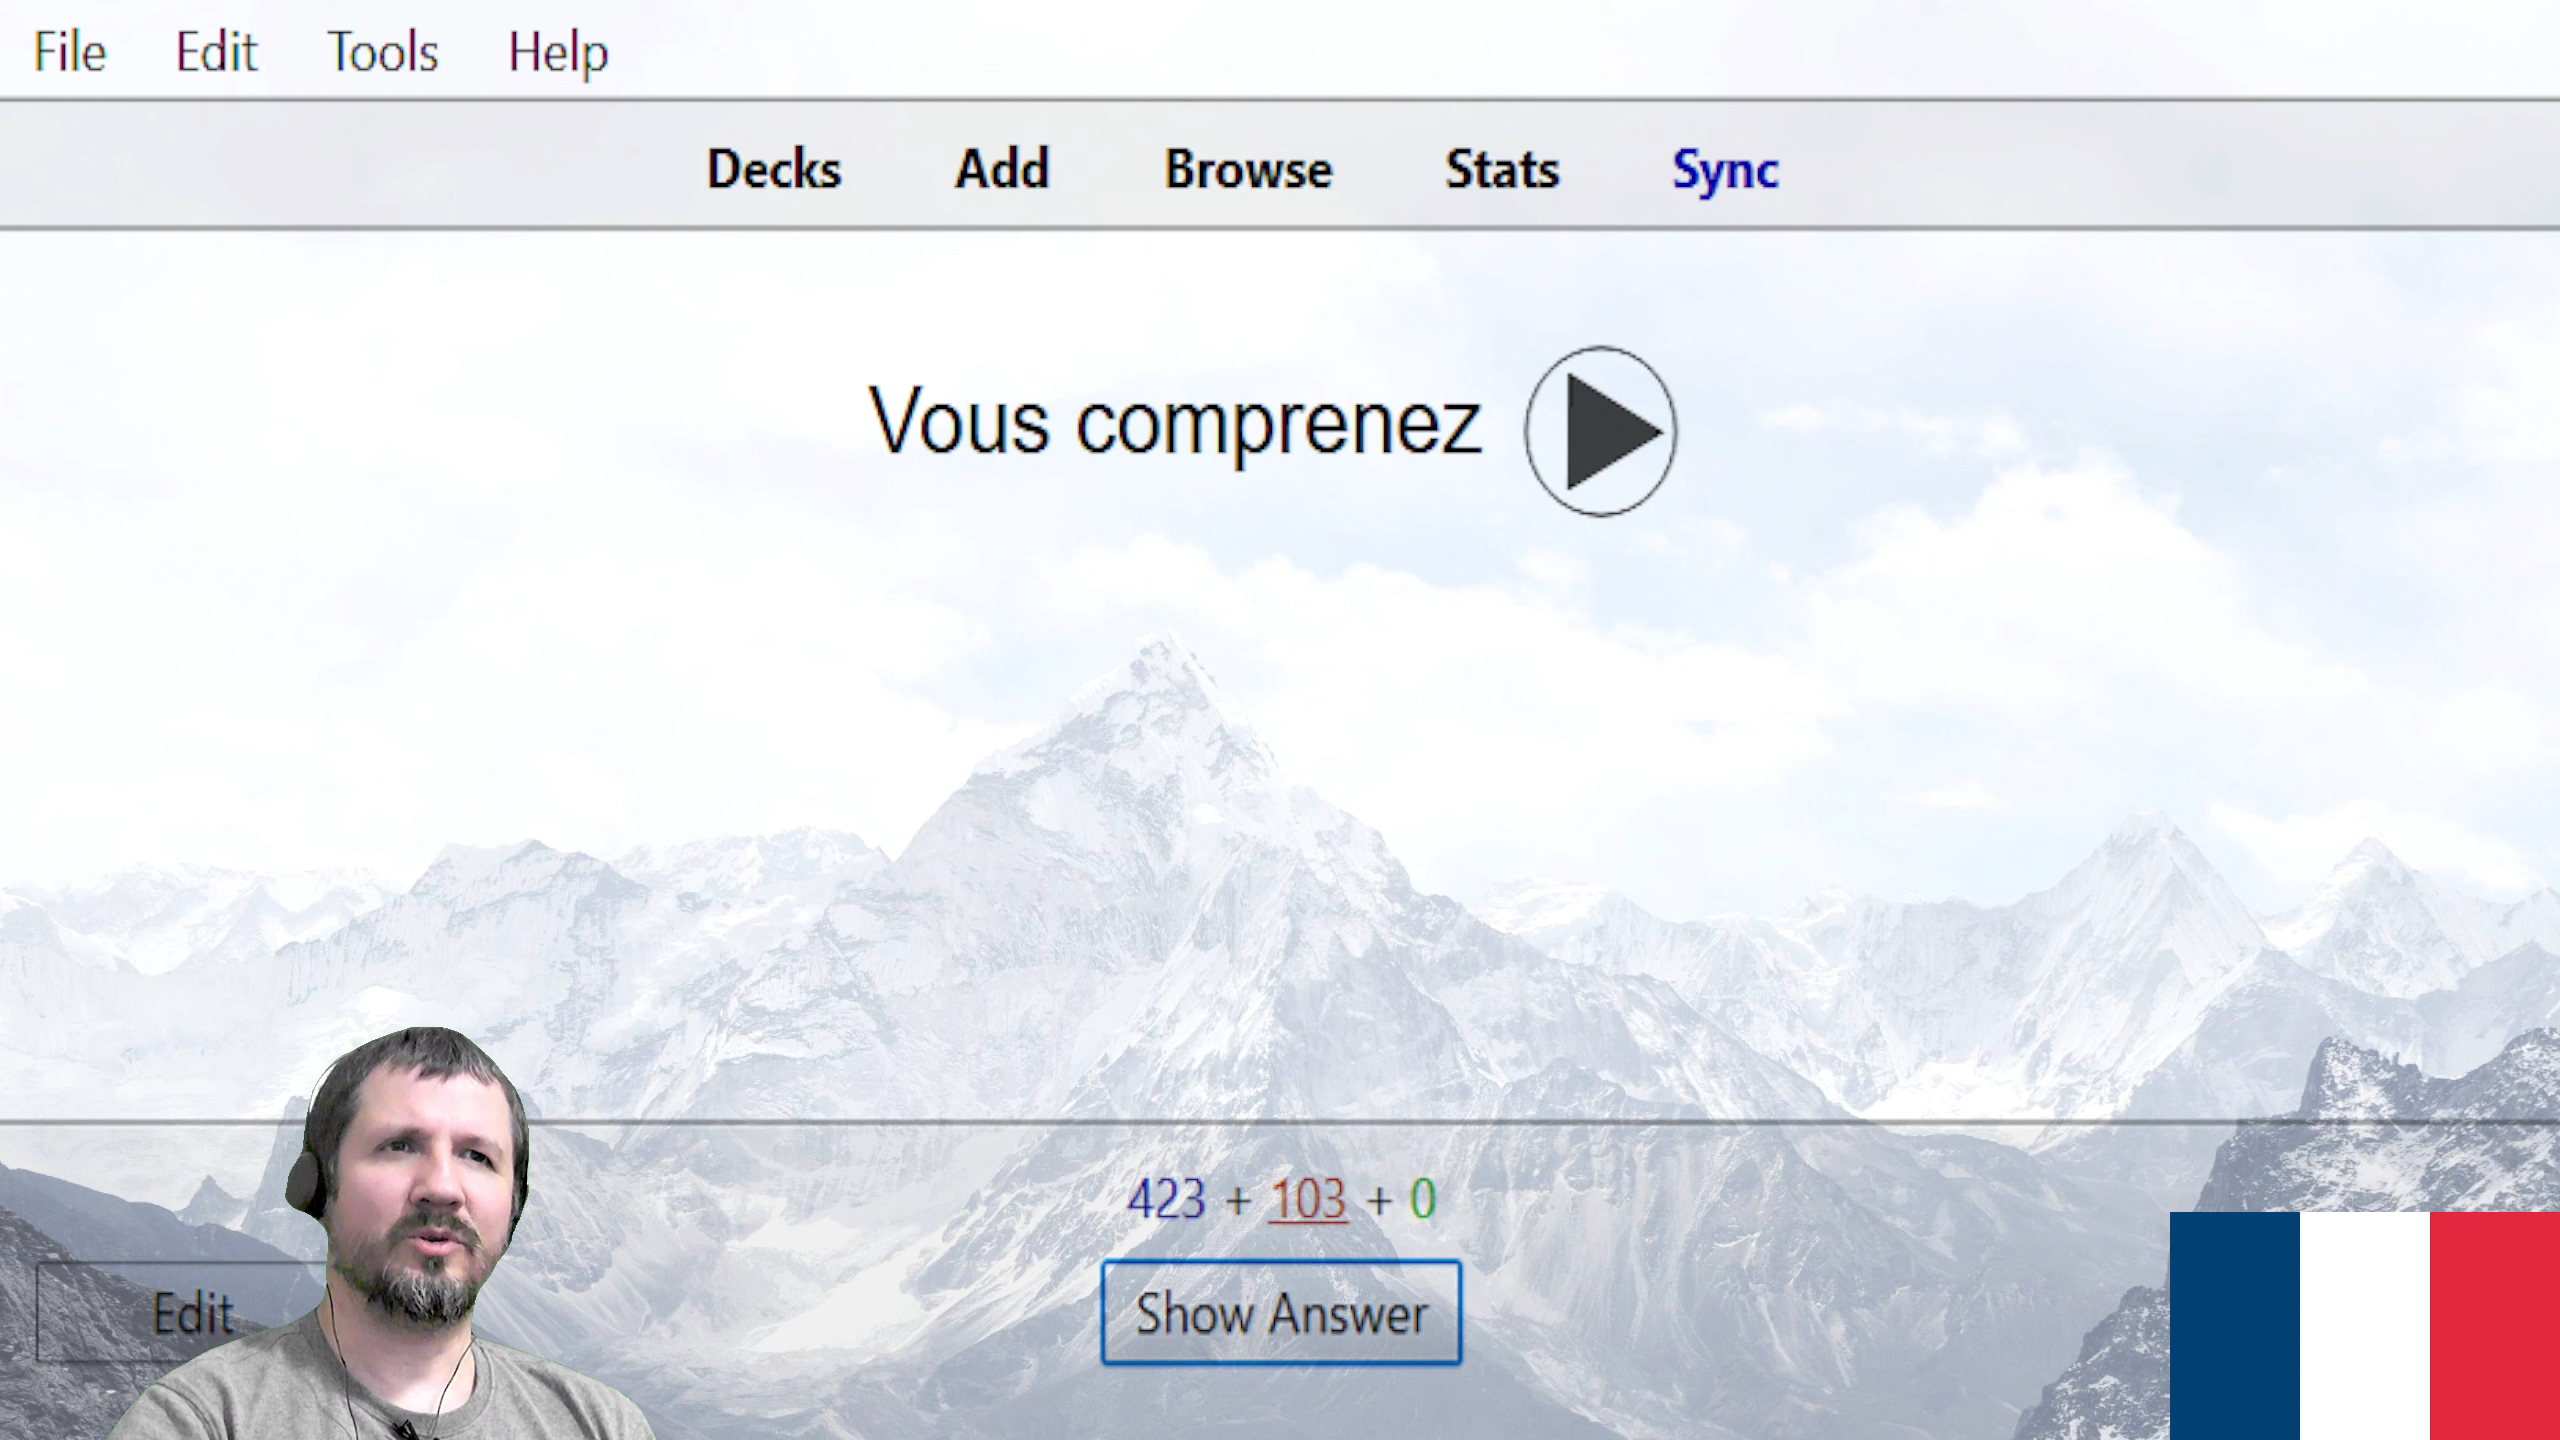 File Edit Tools Help
Decks Add Browse Stats Sync
Vous comprenez
423 + 103 + 0
Edit Show Answer